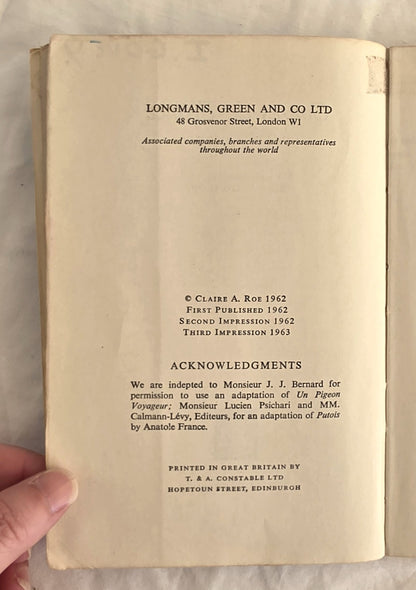 LONGMANS, GREEN AND CO LTD
48 Grosvenor Street, London W1
Associated companies, branches and representatives
throughout the world
© CLAIRE A. ROE 1962
FIRST PUBLISHED 1962
SECOND IMPRESSION 1962
THIRD IMPRESSION 1963
ACKNOWLEDGMENTS
We are indepted to Monsieur J. J. Bernard for
permission to use an adaptation of Un Pigeon
Voyageur; Monsieur Lucien Psichari and MM.
Calmann-Lévy, Editeurs, for an adaptation of Putois
by Anatole France.
PRINTED IN GREAT BRITAIN BY
T. & A. CONSTABLE LTD
HOPETOUN STREET, EDINBURGH